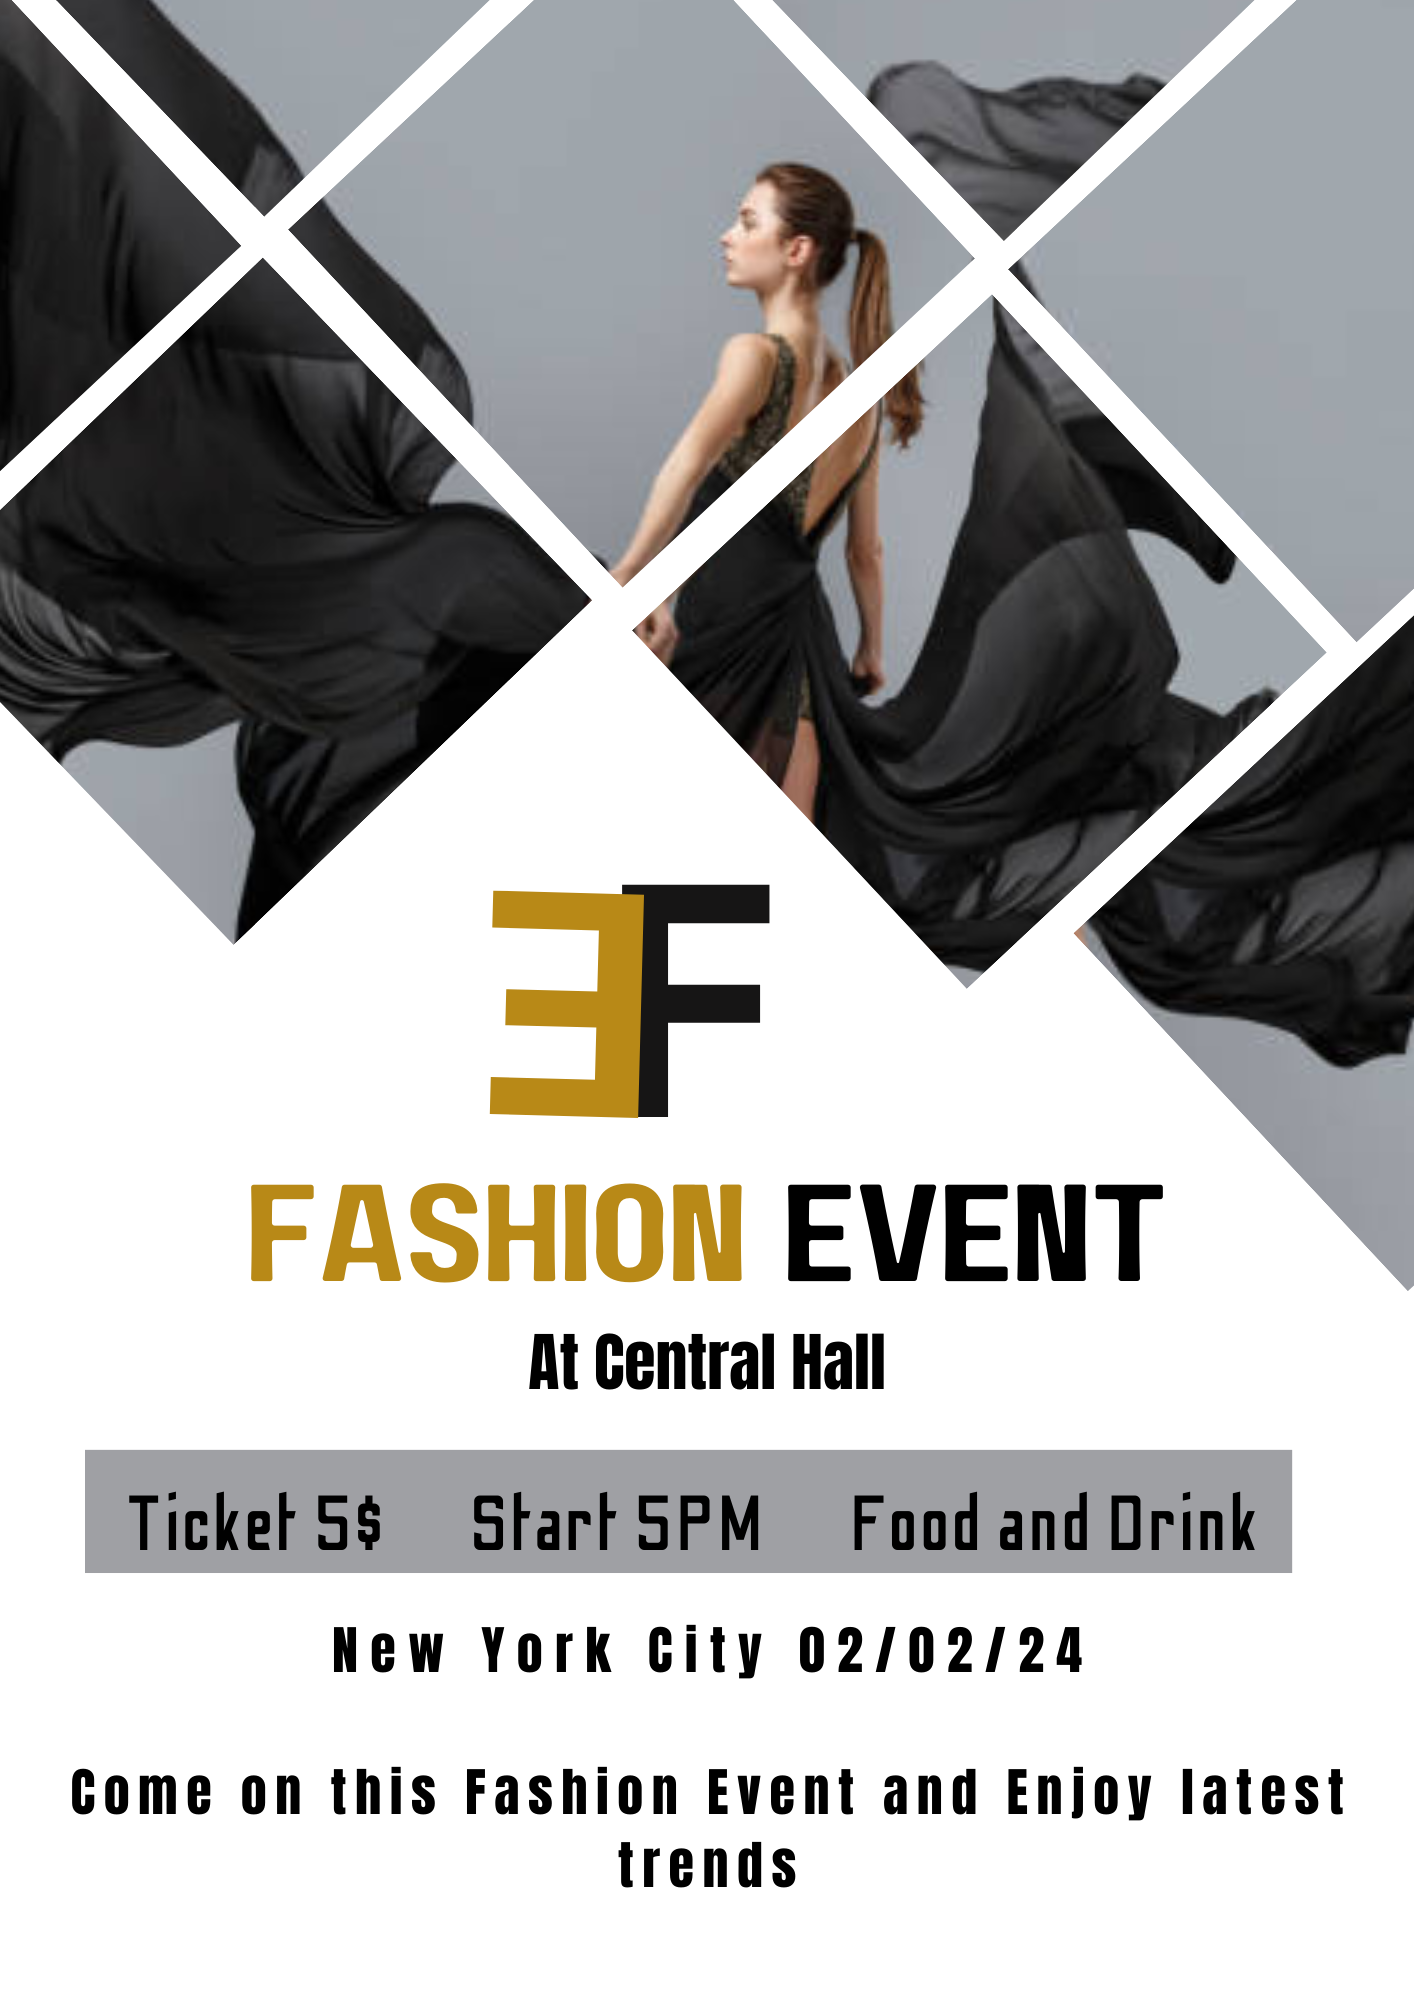 EF
FASHION EVENT
At Central Hall
Ticket 5$ Start 5PM Food and Drink
New York City 02/02/24
Come on this Fashion Event and Enjoy latest
trends